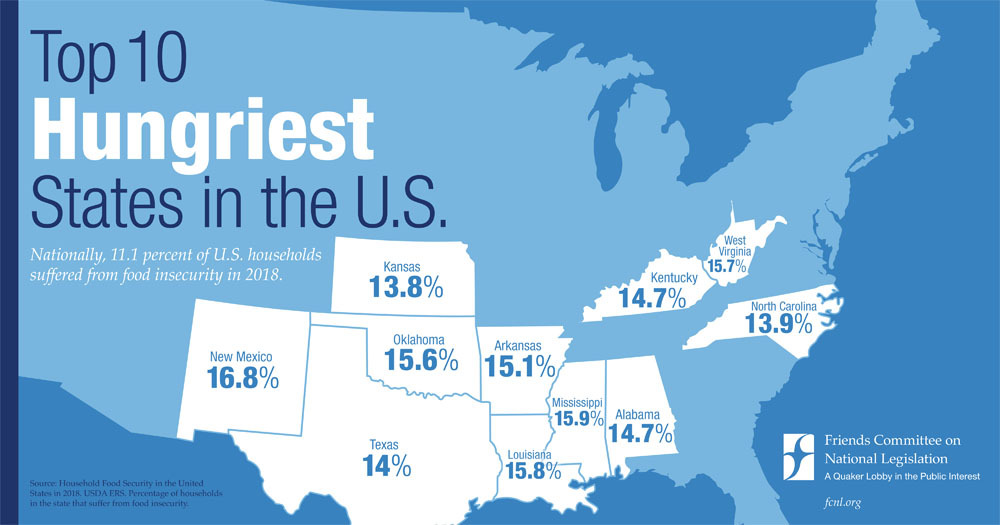 Top 10
Hungriest
States in the U.S.
Nationally, 11.1 percent of U.S. households
suffered from food insecurity in 2018.
Kansas
13.8%
West
Virginia
15.7%
Kentucky
14.7%
North Carolina
13.9%
Oklahoma
15.6%
Arkansas
15.1%
New Mexico
16.8%
Mississippi
15.9%
Alabama
14.7%
Texas
14%
Louisiana
15.8%
Source: Household Food Security in the United
States in 2018. USDA ERS. Percentage of households
in the state that suffer from food insecurity.
Friends Committee on
National Legislation
A Quaker Lobby in the Public Interest
fcnl.org